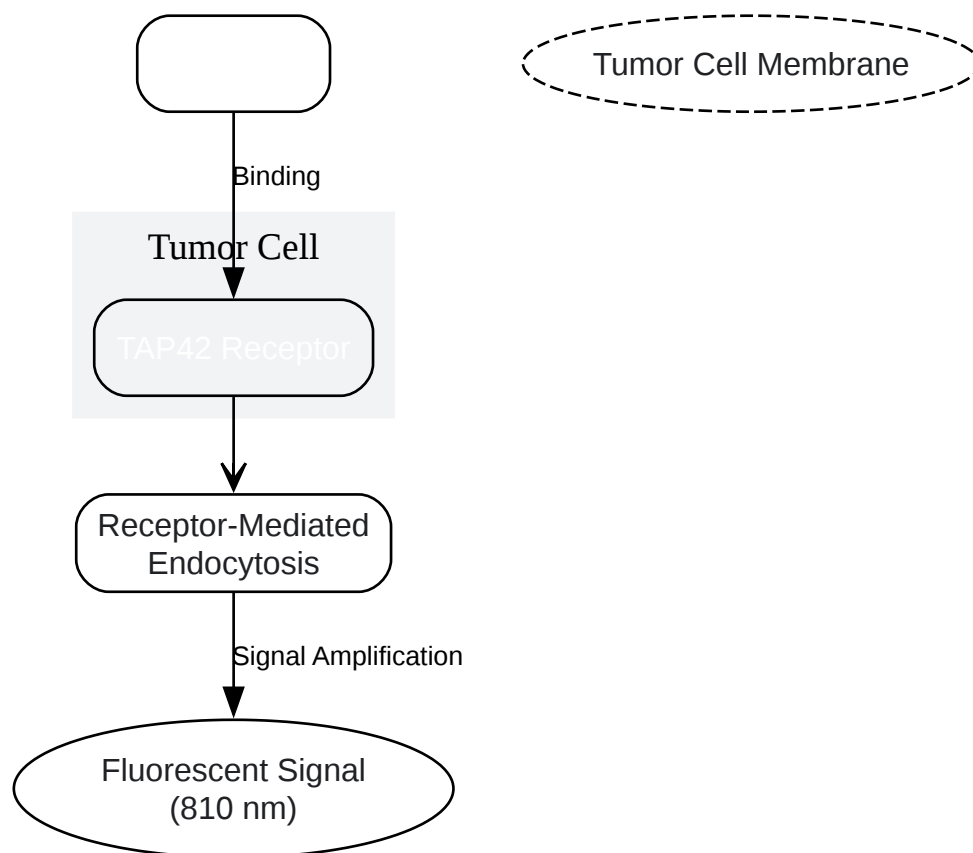 Tumor Cell Membrane
Binding
Tumor Cell
TAP42 Receptor
Receptor-Mediated
Endocytosis
Signal Amplification
Fluorescent Signal
(810 nm)